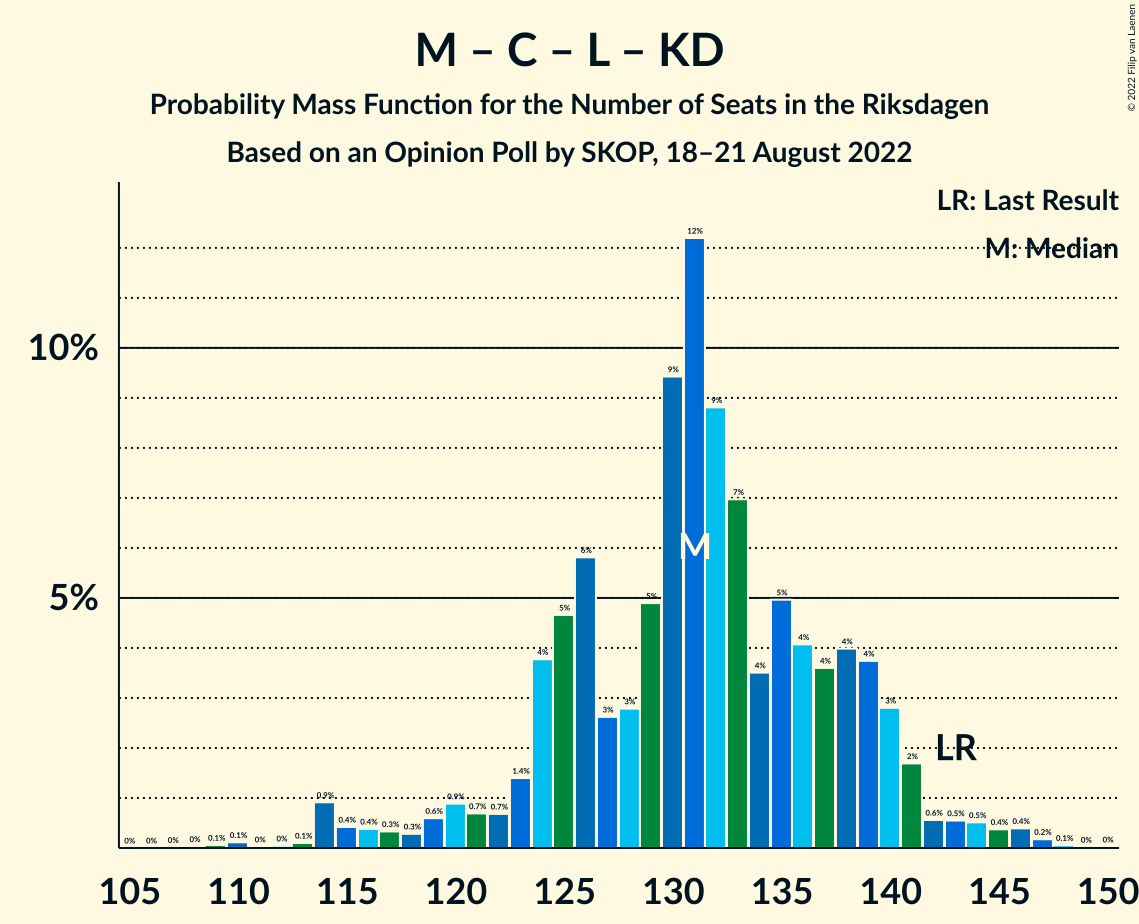 © 2022 Filip van Laenen
M – C – L – KD
Probability Mass Function for the Number of Seats in the Riksdagen
Based on an Opinion Poll by SKOP, 18–21 August 2022
LR: Last Result
M: Median
10%
5%
0% 0% 0% 0% 0.1% 0.1% 0% 0% 0.1% 0.9% 0.4% 0.4% 0.3% 0.3% 0.6% 0.9% 0.7% 0.7% 1.4% 4% 5% 6% 3% 3% 5% 9% 12% 9% 7% 4% 5% 4% 4% 4% 4% 3% 2% 0.6% 0.5% 0.5% 0.4% 0.4% 0.2% 0.1% 0% 0%
M
LR
105 110 115 120 125 130 135 140 145 150